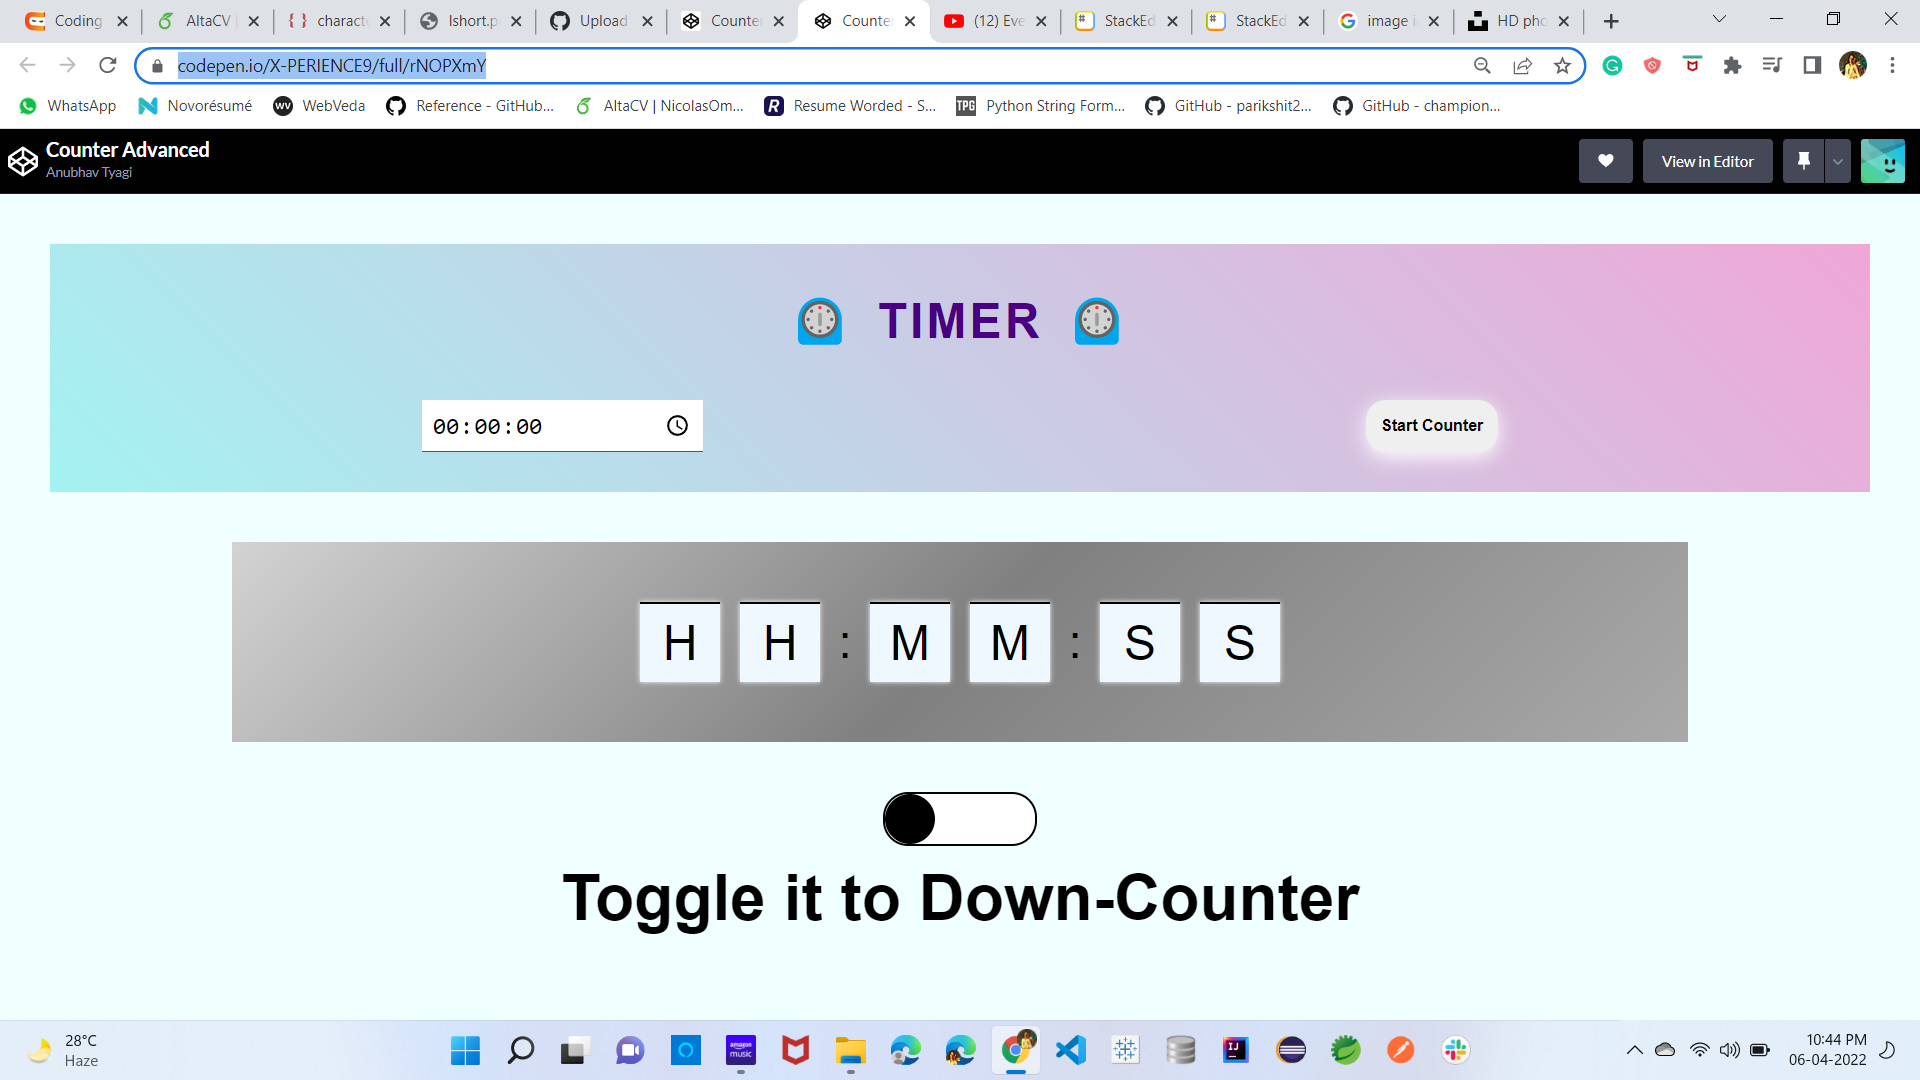 Coding
AltaCV
characte
lshort.p
Upload
Counte
Counte
(12) Eve
StackEd
StackEd
image i
HD pho
codepen.io/X-PERIENCE9/full/rNOPXmY
WhatsApp
Novorésumé
WebVeda
Reference - GitHub...
AltaCV | NicolasOm...
Resume Worded - S...
Python String Form...
GitHub - parikshit2...
GitHub - champion...
Counter Advanced
Anubhav Tyagi
View in Editor
TIMER
00:00:00
Start Counter
H H : M M : S S
Toggle it to Down-Counter
28°C
Haze
10:44 PM
06-04-2022